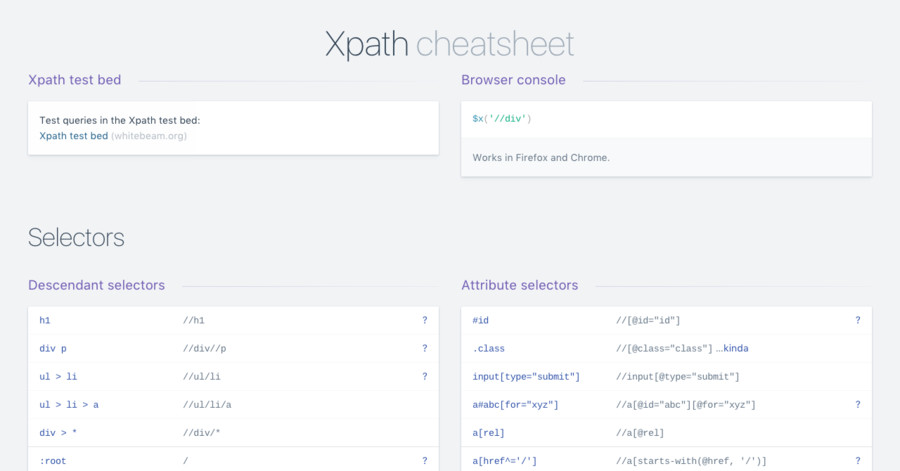 Xpath cheatsheet
Xpath test bed
Test queries in the Xpath test bed:
Xpath test bed (whitebeam.org)
Browser console
$x('//div')
Works in Firefox and Chrome.
Selectors
Descendant selectors
h1 //h1 ?
div p //div//p ?
ul > li //ul/li ?
ul > li > a //ul/li/a
div > * //div/*
:root / ?
Attribute selectors
#id //[@id="id"] ?
.class //[@class="class"] ...kinda
input[type="submit"] //input[@type="submit"]
a#abc[for="xyz"] //a[@id="abc"][@for="xyz"] ?
a[rel] //a[@rel]
a[href^='/'] //a[starts-with(@href, '/')] ?